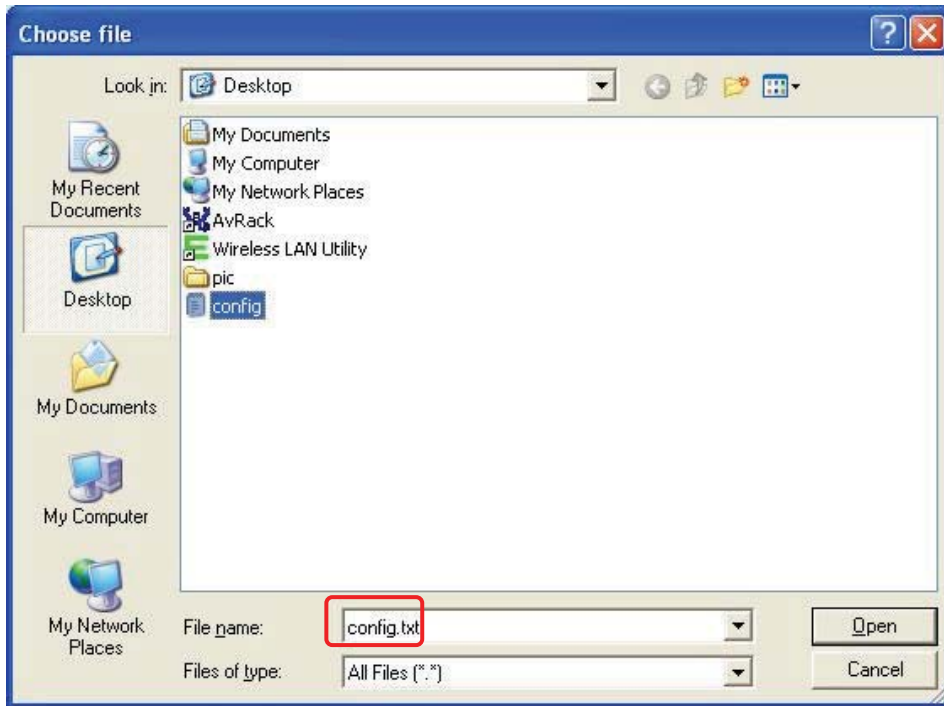 Choose file
Look in:
Desktop
My Documents
My Computer
My Network Places
AvRack
Wireless LAN Utility
pic
config
My Recent
Documents
Desktop
My Documents
My Computer
My Network
Places
File name:
config.txt
Open
Files of type:
All Files (*.*)
Cancel